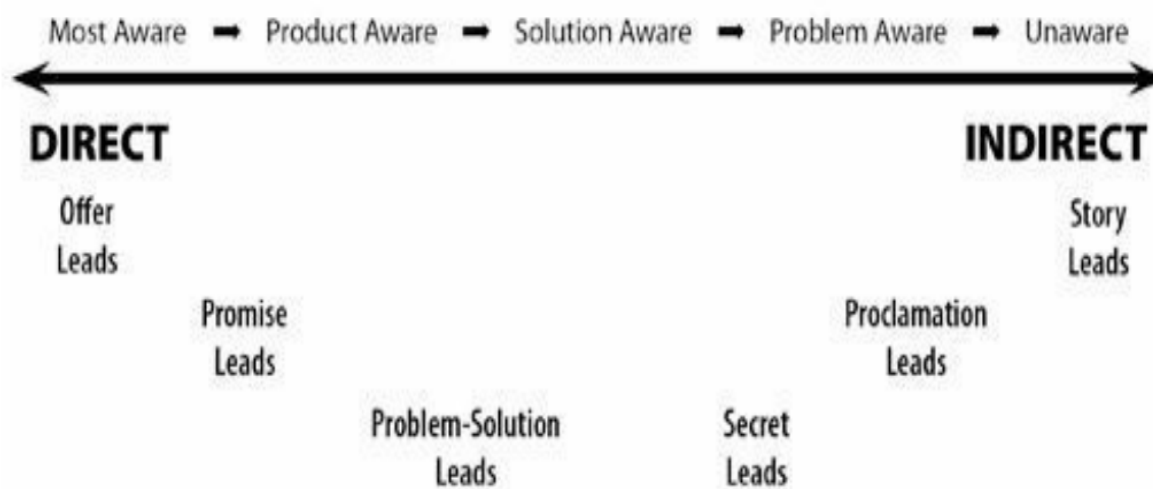 Most Aware ➡ Product Aware ➡ Solution Aware ➡ Problem Aware ➡ Unaware
DIRECT INDIRECT
Offer Leads
Story Leads
Promise Leads
Proclamation Leads
Problem-Solution Leads
Secret Leads